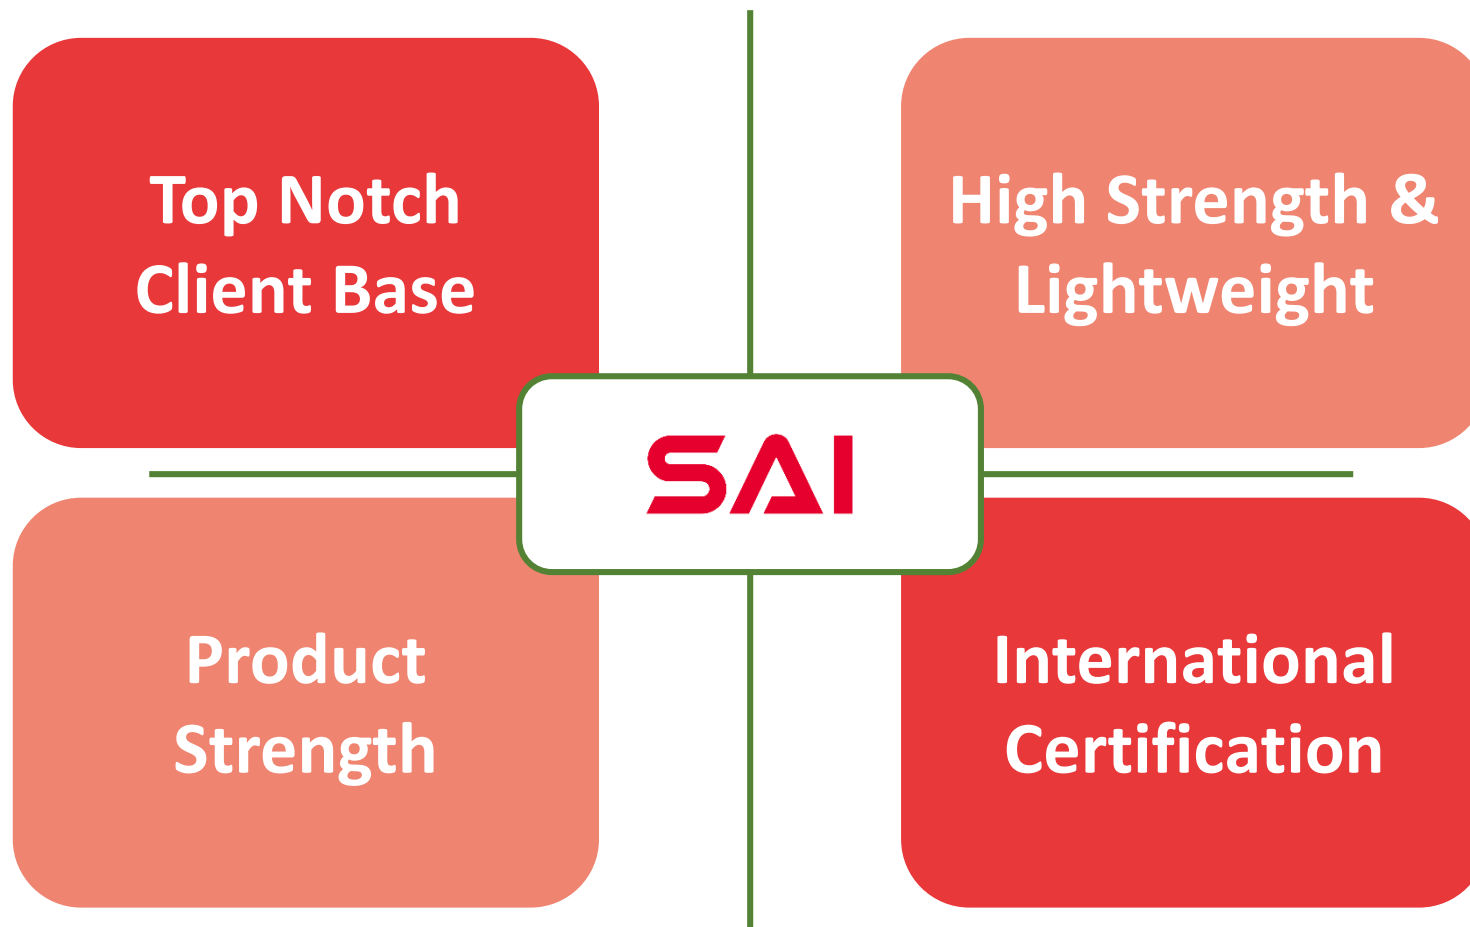 Top Notch
Client Base
High Strength &
Lightweight
SAI
Product
Strength
International
Certification